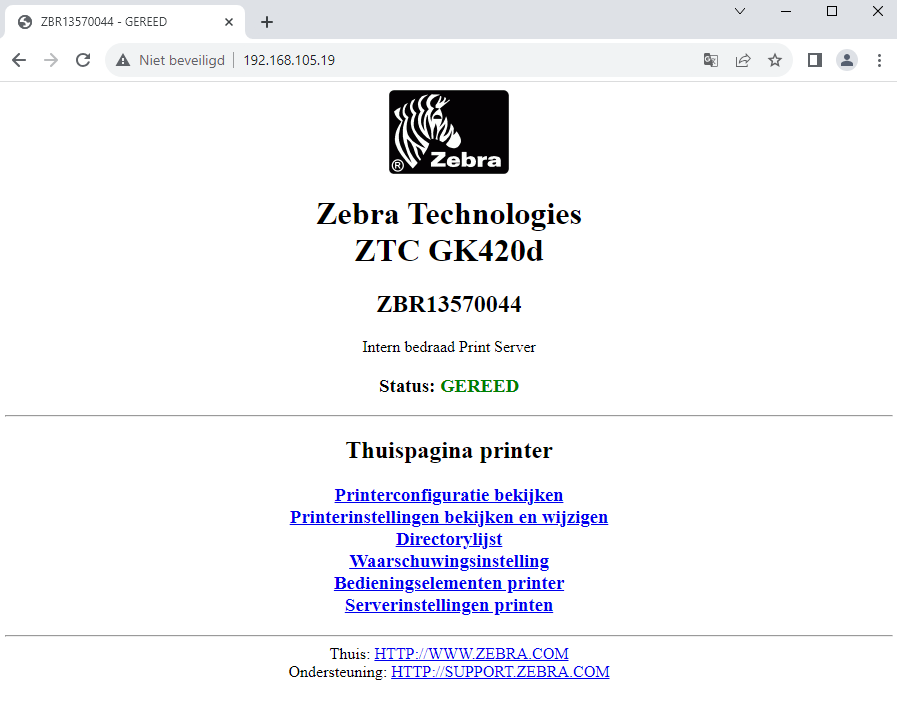 ZBR13570044 - GEREED
Niet beveiligd
192.168.105.19
Zebra
®
Zebra Technologies
ZTC GK420d
ZBR13570044
Intern bedraad Print Server
Status: GEREED
Thuispagina printer
Printerconfiguratie bekijken
Printerinstellingen bekijken en wijzigen
Directorylijst
Waarschuwingsinstelling
Bedieningselementen printer
Serverinstellingen printen
Thuis: HTTP://WWW.ZEBRA.COM
Ondersteuning: HTTP://SUPPORT.ZEBRA.COM